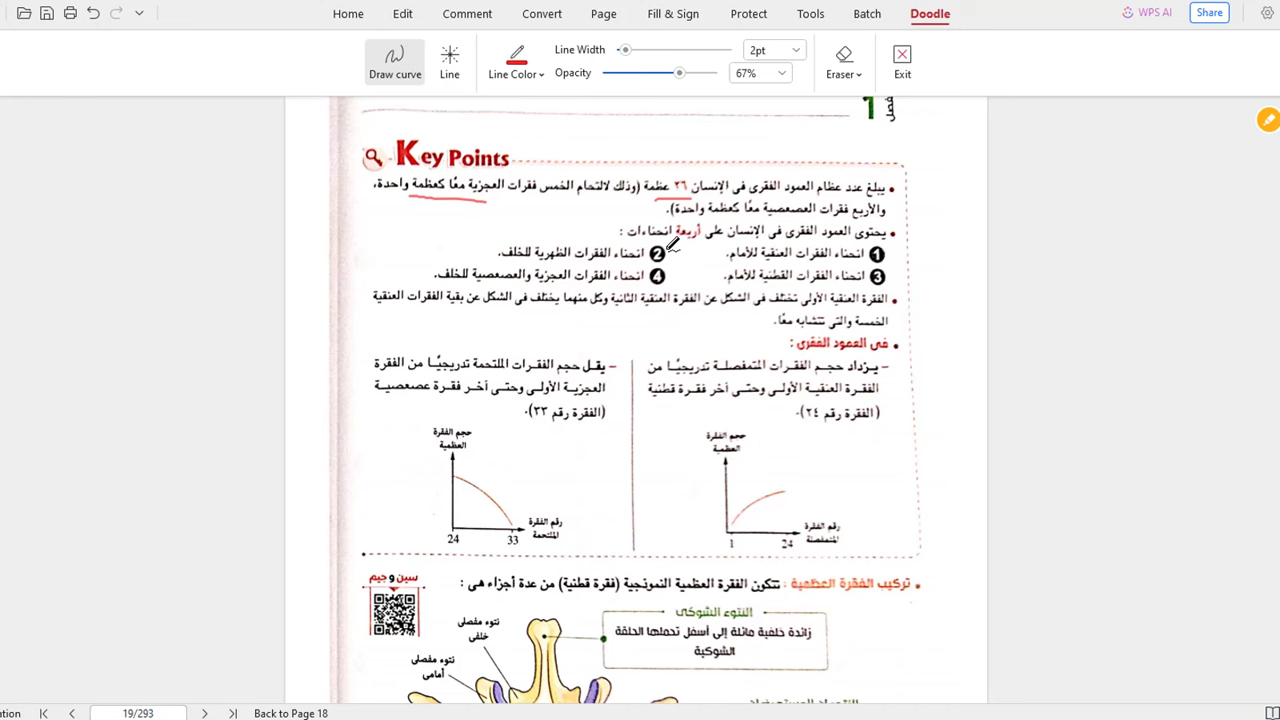 Home Edit Comment Convert Page Fill & Sign Protect Tools Batch Doodle WPS AI Share
Draw curve Line Line Color Line Width 2pt Opacity 67% Eraser Exit
1
Key Points
• يبلغ عدد عظام العمود الفقرى فى الإنسان ٢٦ عظمة (وذلك لالتحام الخمس فقرات العجزية معًا كعظمة واحدة،
والأربع فقرات العصعصية معًا كعظمة واحدة).
• يحتوى العمود الفقرى فى الإنسان على أربعة انحناءات :
1 انحناء الفقرات العنقية للأمام. 2 انحناء الفقرات الظهرية للخلف.
3 انحناء الفقرات القطنية للأمام. 4 انحناء الفقرات العجزية والعصعصية للخلف.
• الفقرة العنقية الأولى تختلف فى الشكل عن الفقرة العنقية الثانية وكل منهما يختلف فى الشكل عن بقية الفقرات العنقية
الخمسة والتى تتشابه معًا.
• فى العمود الفقرى :
– يزداد حجم الفقرات المتمفصلة تدريجيًا من
الفقرة العنقية الأولى وحتى أخر فقرة قطنية
(الفقرة رقم ٢٤).
حجم الفقرة
العظمية
رقم الفقرة
المتمفصلة
1 24
– يقل حجم الفقرات الملتحمة تدريجيًا من الفقرة
العجزية الأولى وحتى أخر فقرة عصعصية
(الفقرة رقم ٣٣).
حجم الفقرة
العظمية
رقم الفقرة
الملتحمة
24 33
• تركيب الفقرة العظمية : تتكون الفقرة العظمية النموذجية (فقرة قطنية) من عدة أجزاء هى :
سين و جيم
النتوء الشوكى
زائدة خلفية مائلة إلى أسفل تحملها الحلقة
الشوكية
نتوء مفصلى
خلفى
نتوء مفصلى
أمامى
19/293 Back to Page 18